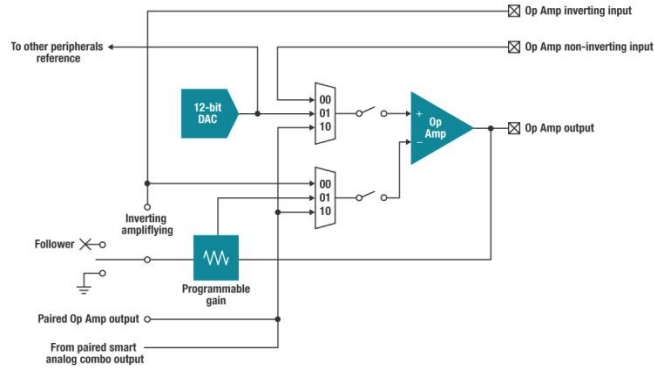 Op Amp inverting input
To other peripherals
reference
Op Amp non-inverting input
12-bit
DAC
00
01
10
+
−
Op
Amp
Op Amp output
00
01
10
Inverting
ampliflying
Follower
Programmable
gain
Paired Op Amp output
From paired smart
analog combo output